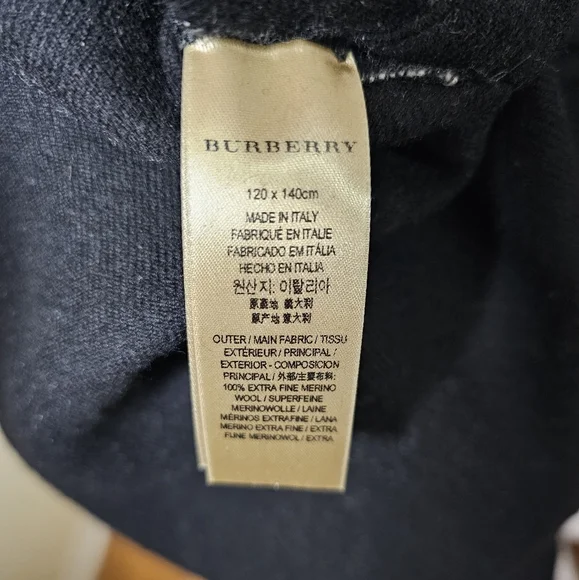 BURBERRY
120 x 140cm
MADE IN ITALY
FABRIQUÉ EN ITALIE
FABRICADO EM ITÁLIA
HECHO EN ITALIA
원산지: 이탈리아
原產地 義大利
原产地 意大利
OUTER / MAIN FABRIC / TISSU
EXTÉRIEUR / PRINCIPAL /
EXTERIOR - COMPOSICION
PRINCIPAL / 外部/主要布料:
100% EXTRA FINE MERINO
WOOL / SUPERFEINE
MERINOWOLLE / LAINE
MÉRINOS EXTRAFINE / LANA
MERINO EXTRA FINE / EXTRA
FIJNE MERINOWOL / EXTRA